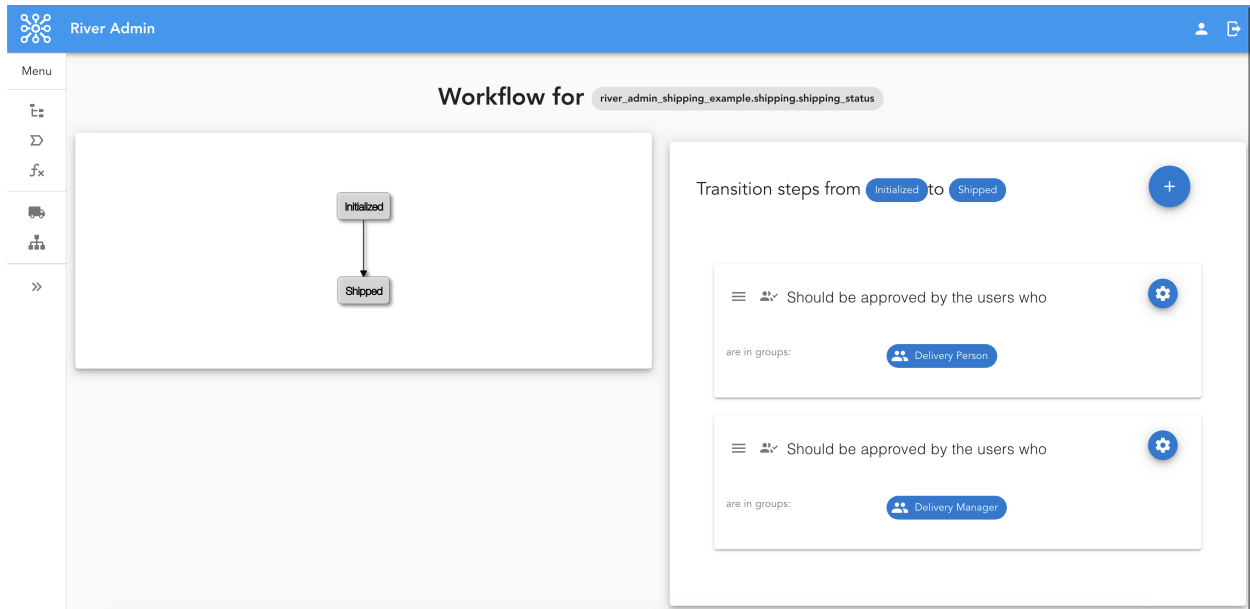 River Admin
Menu
Workflow for river_admin_shipping_example.shipping.shipping_status
Initialized
Shipped
Transition steps from Initialized to Shipped
+
Should be approved by the users who
are in groups: Delivery Person
Should be approved by the users who
are in groups: Delivery Manager